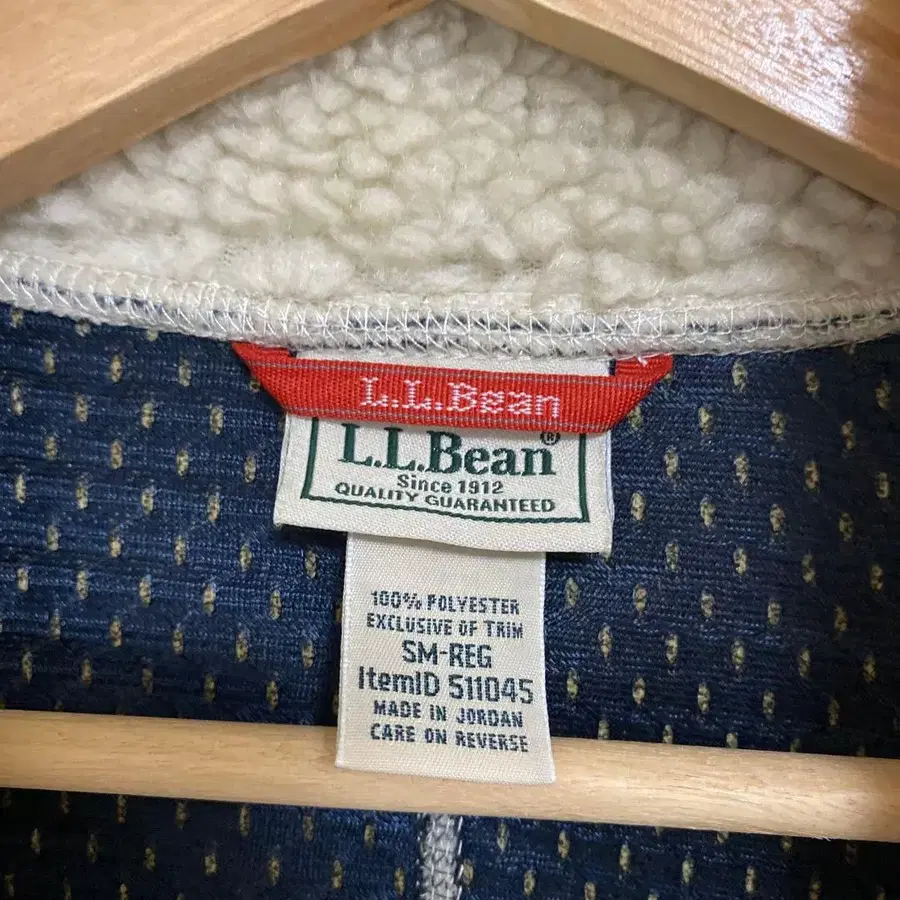 L.L.Bean
L.L.Bean®
Since 1912
QUALITY GUARANTEED
100% POLYESTER
EXCLUSIVE OF TRIM
SM-REG
ItemID 511045
MADE IN JORDAN
CARE ON REVERSE